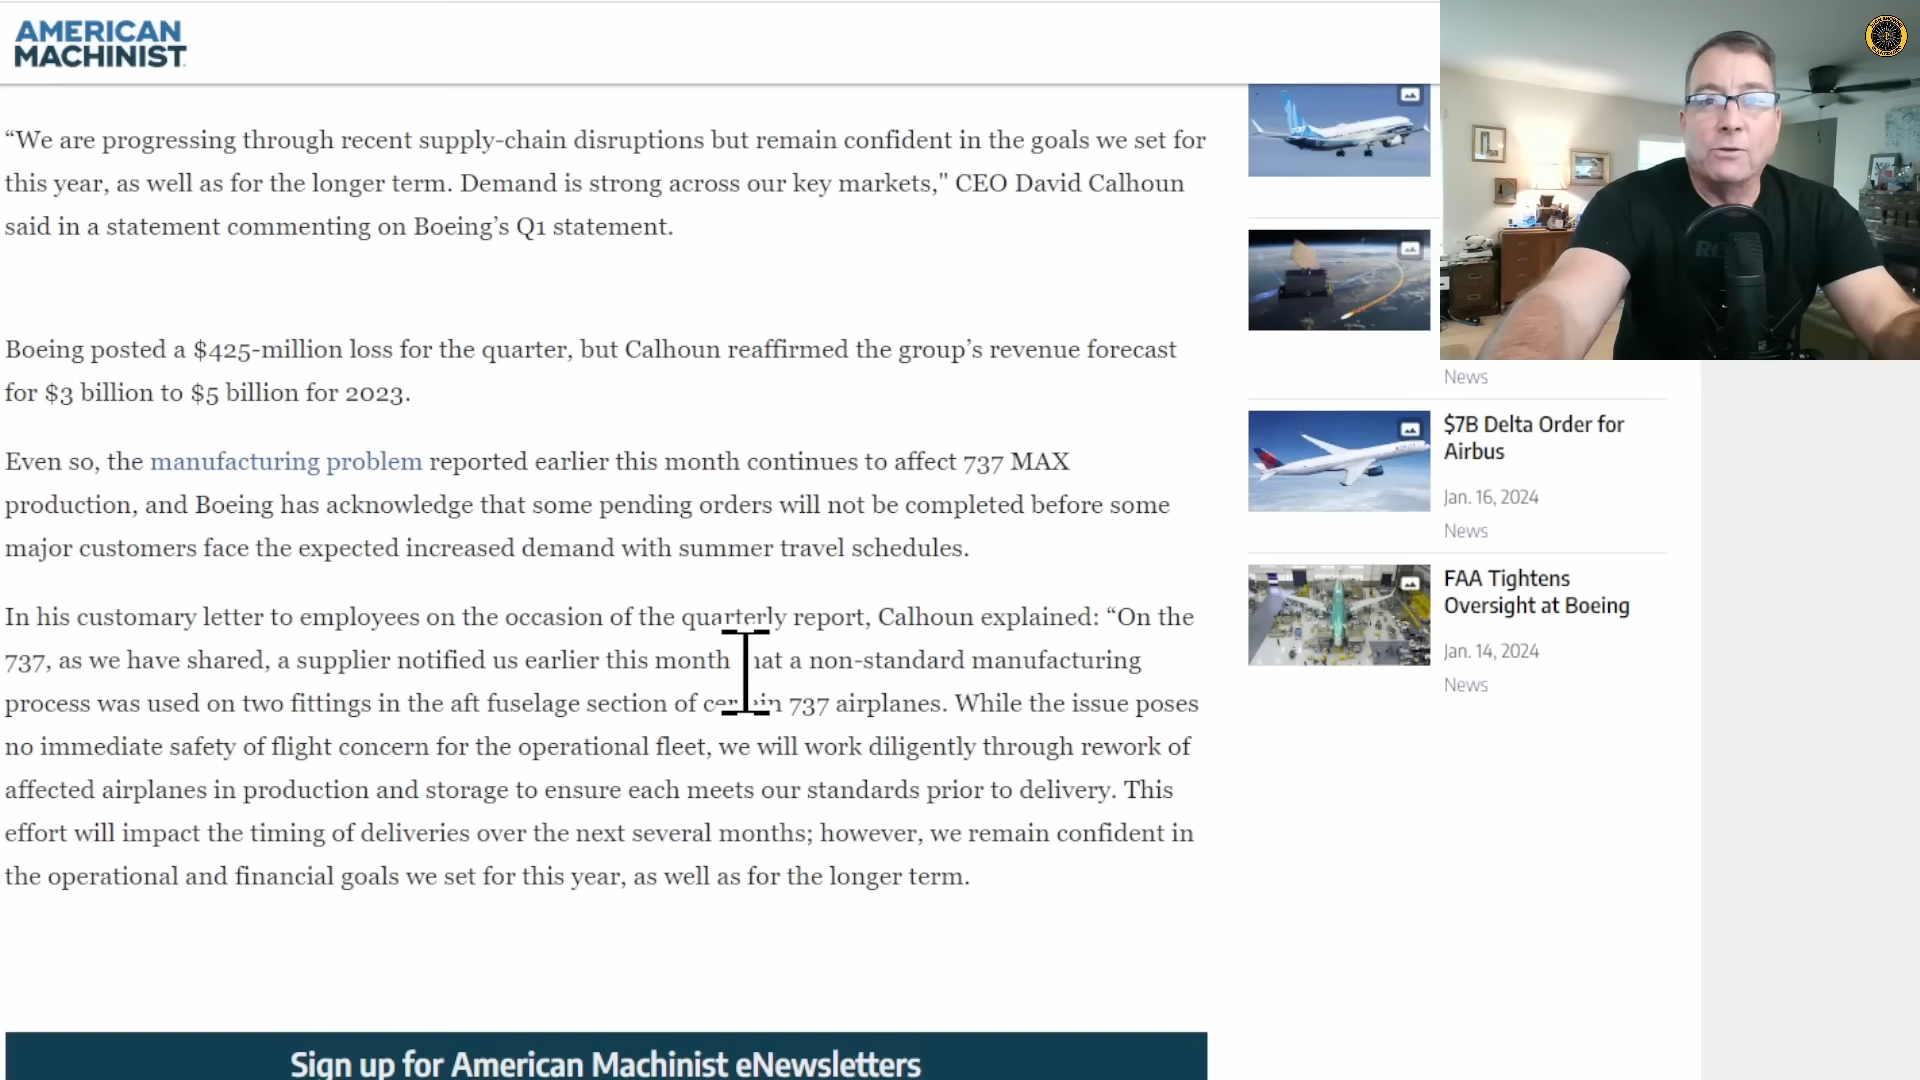 AMERICAN
MACHINIST
“We are progressing through recent supply-chain disruptions but remain confident in the goals we set for
this year, as well as for the longer term. Demand is strong across our key markets," CEO David Calhoun
said in a statement commenting on Boeing’s Q1 statement.
Boeing posted a $425-million loss for the quarter, but Calhoun reaffirmed the group’s revenue forecast
for $3 billion to $5 billion for 2023.
Even so, the manufacturing problem reported earlier this month continues to affect 737 MAX
production, and Boeing has acknowledge that some pending orders will not be completed before some
major customers face the expected increased demand with summer travel schedules.
In his customary letter to employees on the occasion of the quarterly report, Calhoun explained: “On the
737, as we have shared, a supplier notified us earlier this month that a non-standard manufacturing
process was used on two fittings in the aft fuselage section of certain 737 airplanes. While the issue poses
no immediate safety of flight concern for the operational fleet, we will work diligently through rework of
affected airplanes in production and storage to ensure each meets our standards prior to delivery. This
effort will impact the timing of deliveries over the next several months; however, we remain confident in
the operational and financial goals we set for this year, as well as for the longer term.
Sign up for American Machinist eNewsletters
News
$7B Delta Order for
Airbus
Jan. 16, 2024
News
FAA Tightens
Oversight at Boeing
Jan. 14, 2024
News